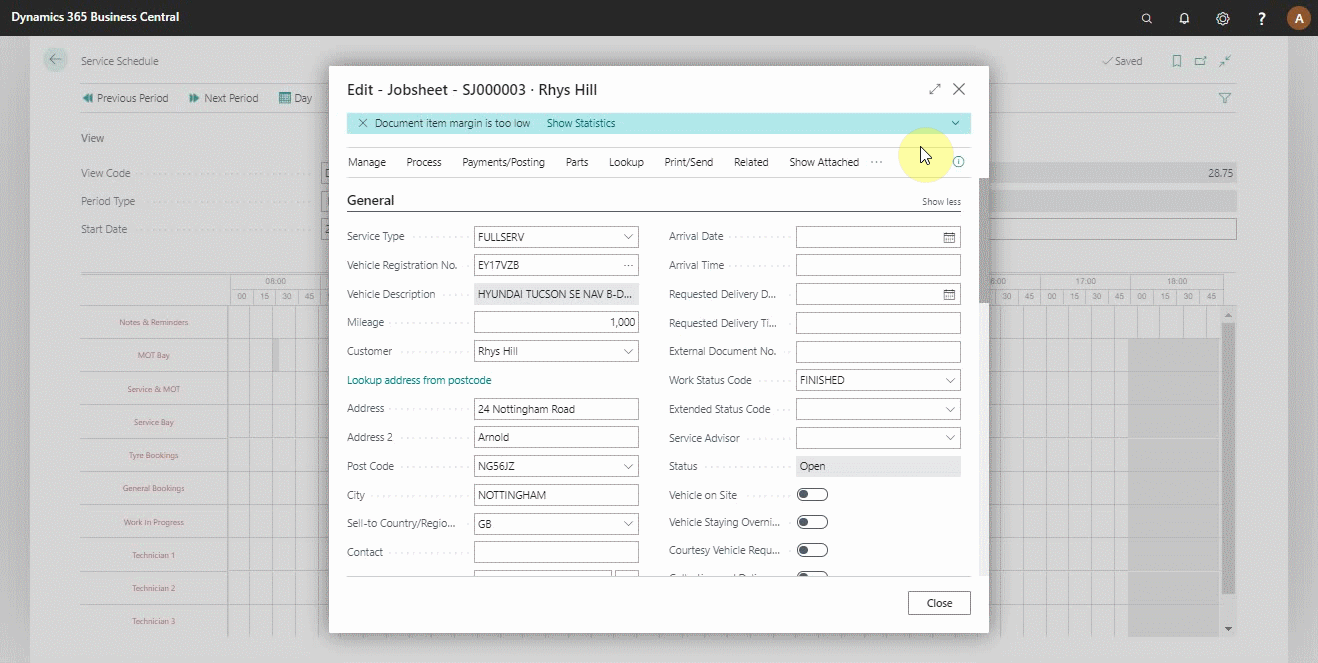 Dynamics 365 Business Central
?
A
Service Schedule
Saved
Previous Period
Next Period
Day
View
View Code
28.75
Period Type
Start Date
08:00
17:00
18:00
00 15 30 45
30 45 00 15 30 45 00 15 30 45
Notes & Reminders
MOT Bay
Service & MOT
Service Bay
Tyre Bookings
General Bookings
Work In Progress
Technician 1
Technician 2
Technician 3
Edit - Jobsheet - SJ000003 · Rhys Hill
Document item margin is too low Show Statistics
Manage Process Payments/Posting Parts Lookup Print/Send Related Show Attached ···
General
Show less
Service Type FULLSERV
Vehicle Registration No. EY17VZB ···
Vehicle Description HYUNDAI TUCSON SE NAV B-D...
Mileage 1,000
Customer Rhys Hill
Lookup address from postcode
Address 24 Nottingham Road
Address 2 Arnold
Post Code NG56JZ
City NOTTINGHAM
Sell-to Country/Regio... GB
Contact
Arrival Date
Arrival Time
Requested Delivery D...
Requested Delivery Ti...
External Document No.
Work Status Code FINISHED
Extended Status Code
Service Advisor
Status Open
Vehicle on Site
Vehicle Staying Overni...
Courtesy Vehicle Requ...
Close